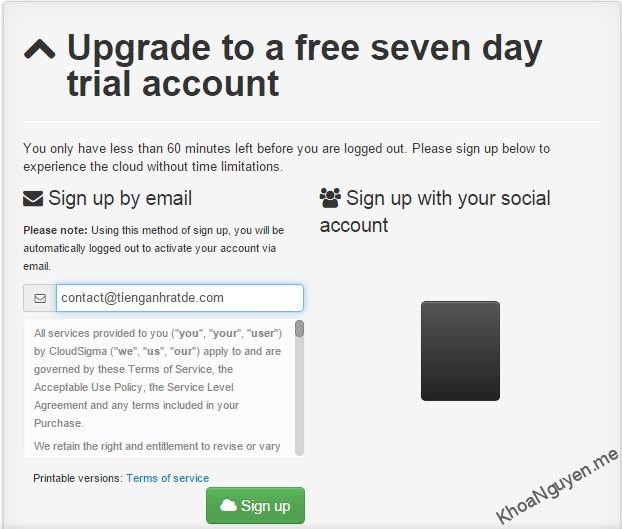 Upgrade to a free seven day
trial account
You only have less than 60 minutes left before you are logged out. Please sign up below to
experience the cloud without time limitations.
Sign up by email
Please note: Using this method of sign up, you will be
automatically logged out to activate your account via
email.
contact@tienganhratde.com
All services provided to you ("you", "your", "user")
by CloudSigma ("we", "us", "our") apply to and are
governed by these Terms of Service, the
Acceptable Use Policy, the Service Level
Agreement and any terms included in your
Purchase.
We retain the right and entitlement to revise or vary
Printable versions: Terms of service
Sign up
Sign up with your social
account
KhoaNguyen.me